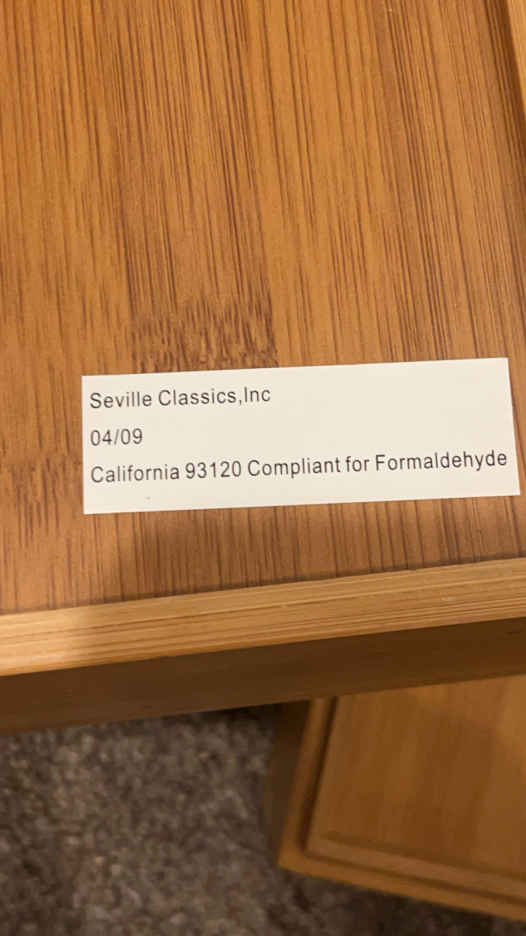 Seville Classics,Inc
04/09
California 93120 Compliant for Formaldehyde